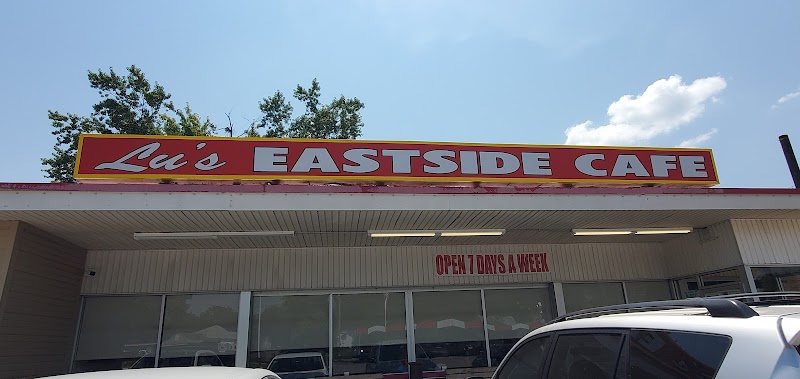 Lu's EASTSIDE CAFE
OPEN 7 DAYS A WEEK